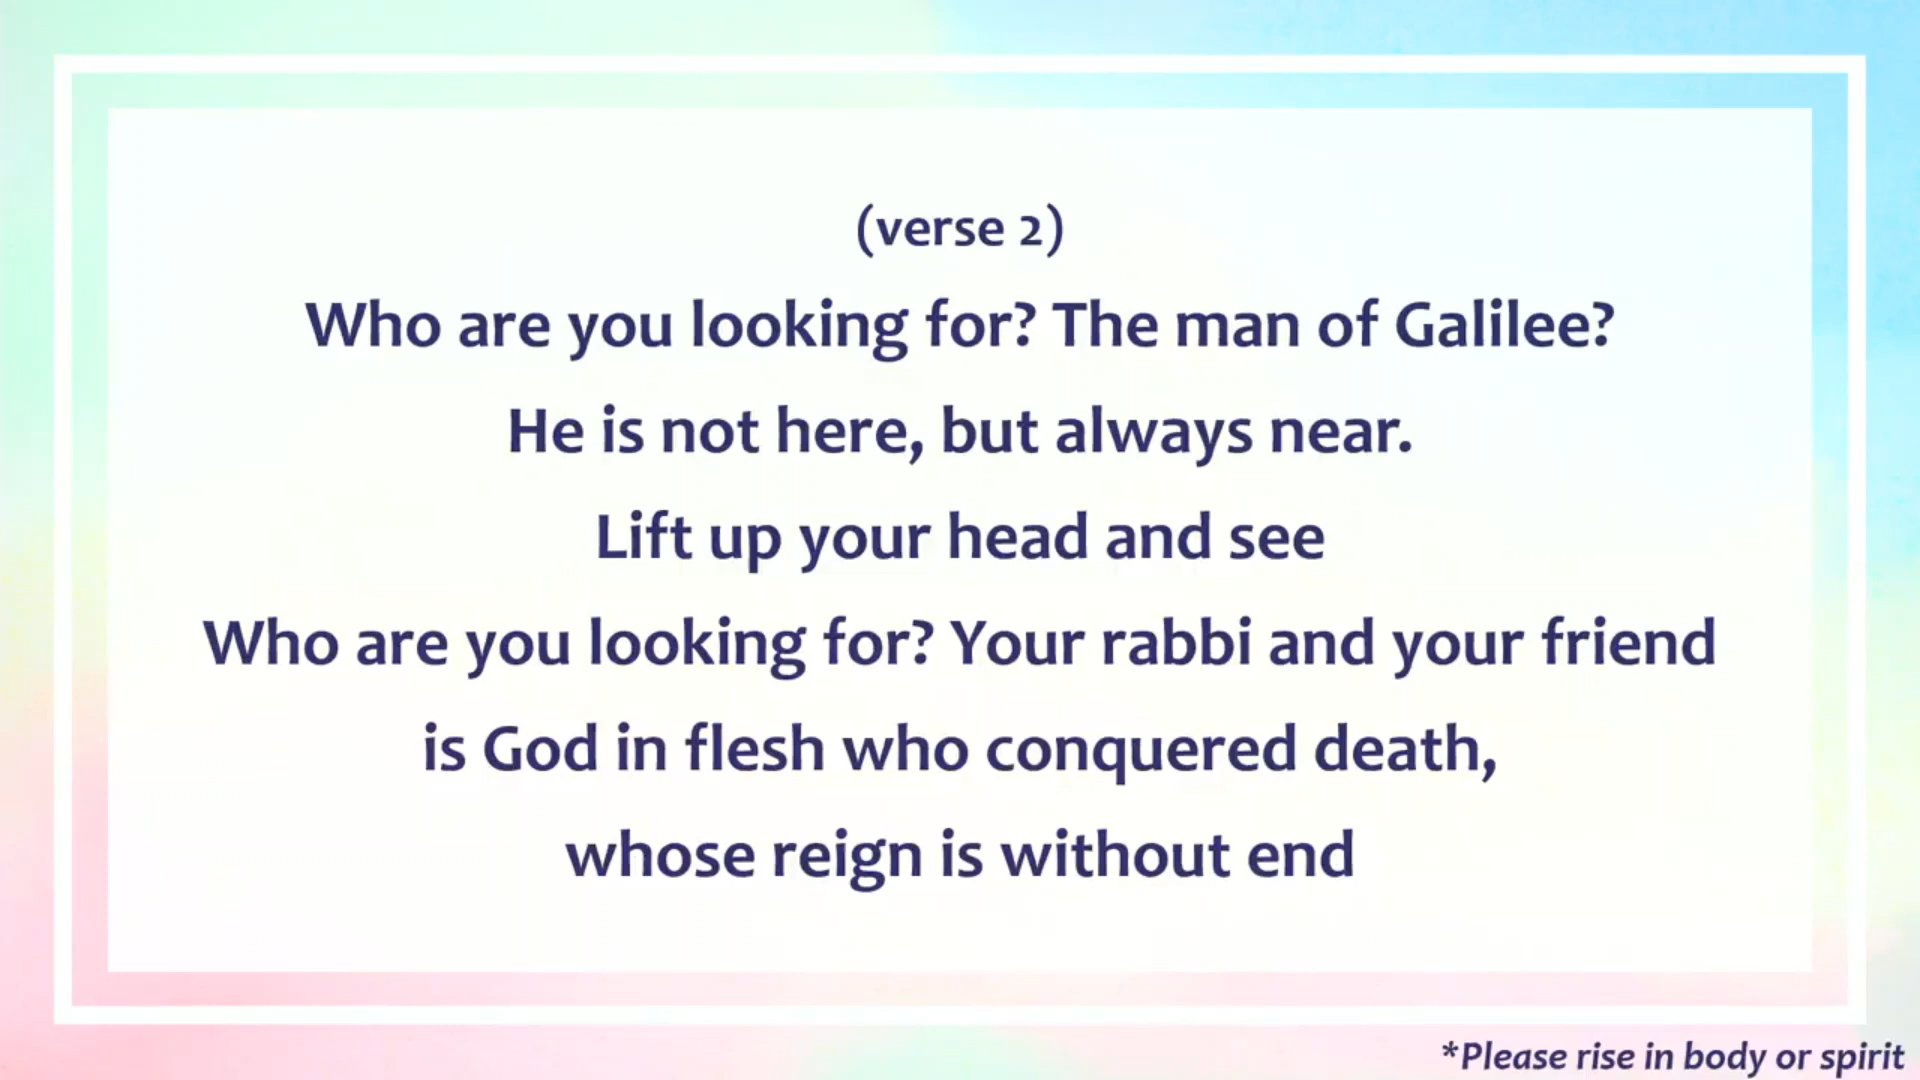 (verse 2)
Who are you looking for? The man of Galilee?
He is not here, but always near.
Lift up your head and see
Who are you looking for? Your rabbi and your friend
is God in flesh who conquered death,
whose reign is without end
*Please rise in body or spirit